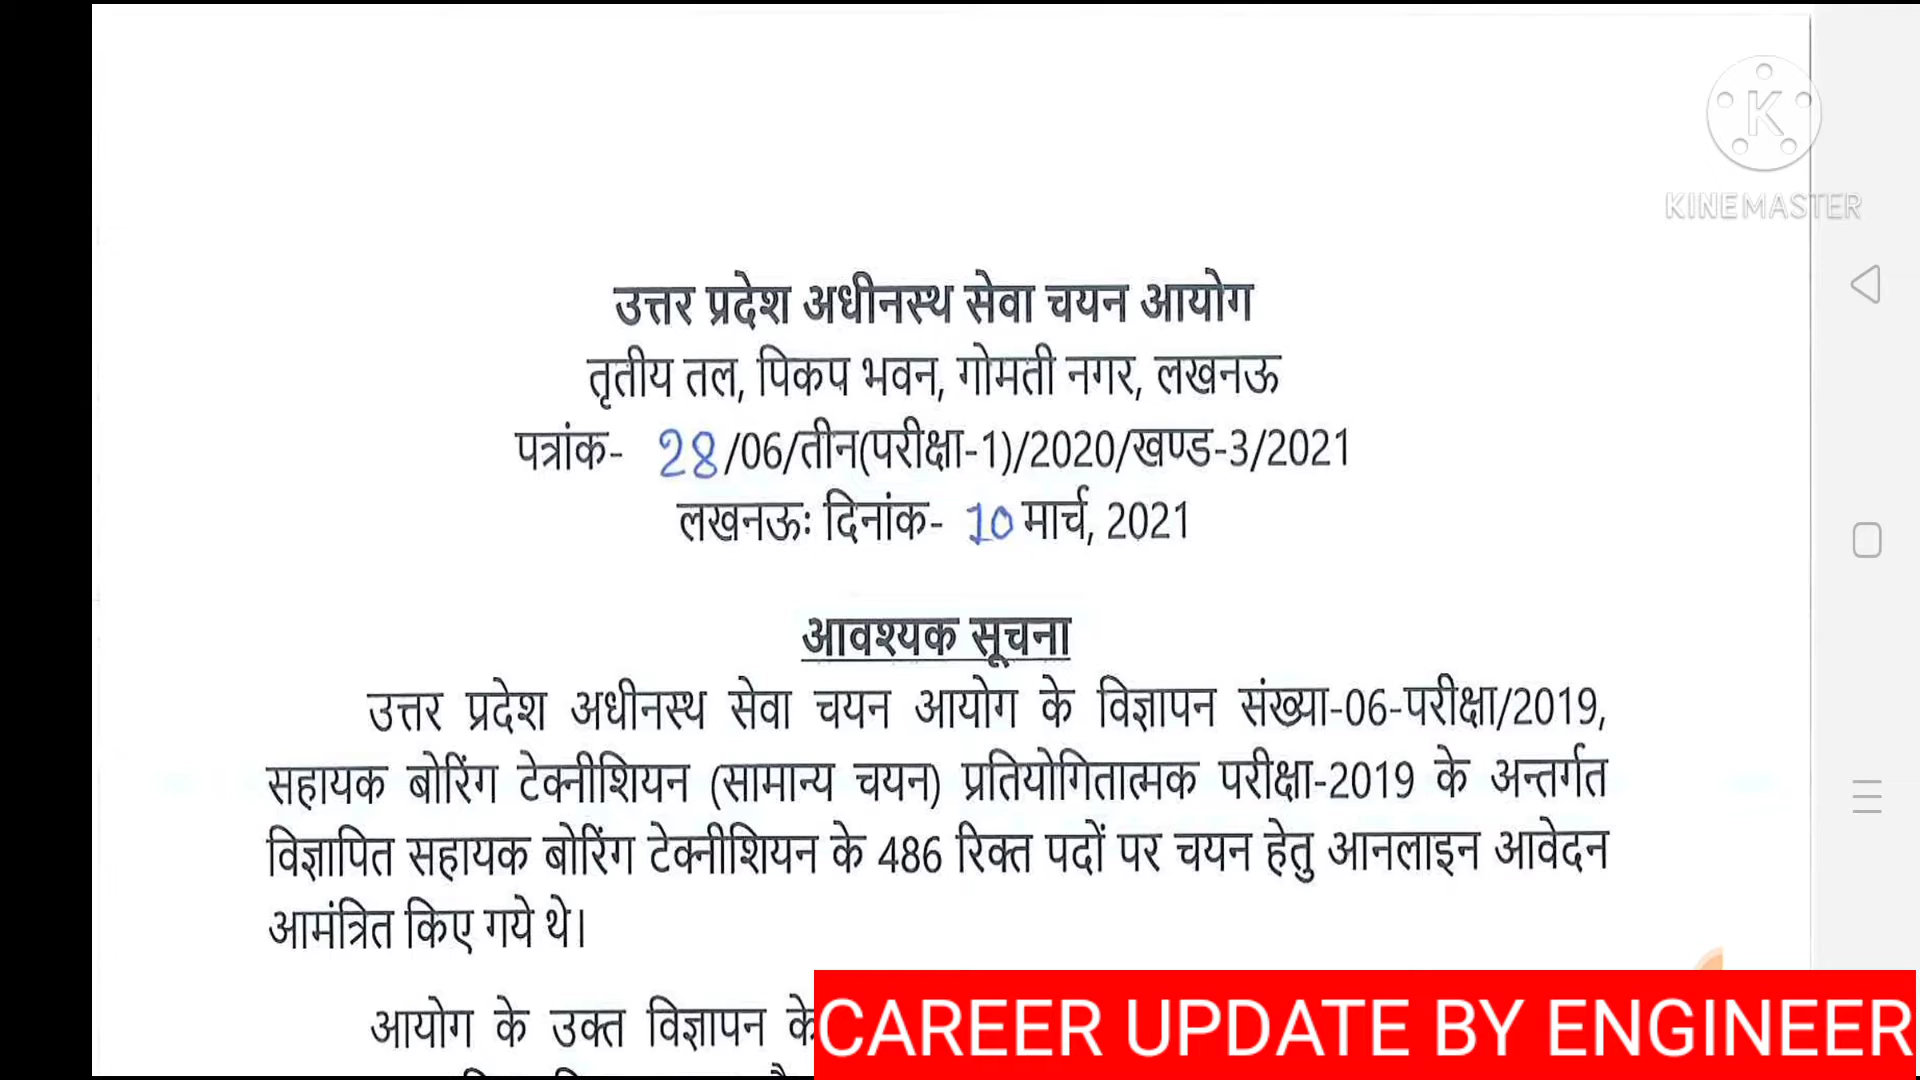 K
KINEMASTER
उत्तर प्रदेश अधीनस्थ सेवा चयन आयोग
तृतीय तल, पिकप भवन, गोमती नगर, लखनऊ
पत्रांक- 28/06/तीन(परीक्षा-1)/2020/खण्ड-3/2021
लखनऊः दिनांक- 10 मार्च, 2021
आवश्यक सूचना
उत्तर प्रदेश अधीनस्थ सेवा चयन आयोग के विज्ञापन संख्या-06-परीक्षा/2019,
सहायक बोरिंग टेक्नीशियन (सामान्य चयन) प्रतियोगितात्मक परीक्षा-2019 के अन्तर्गत
विज्ञापित सहायक बोरिंग टेक्नीशियन के 486 रिक्त पदों पर चयन हेतु आनलाइन आवेदन
आमंत्रित किए गये थे।
आयोग के उक्त विज्ञापन के
CAREER UPDATE BY ENGINEER